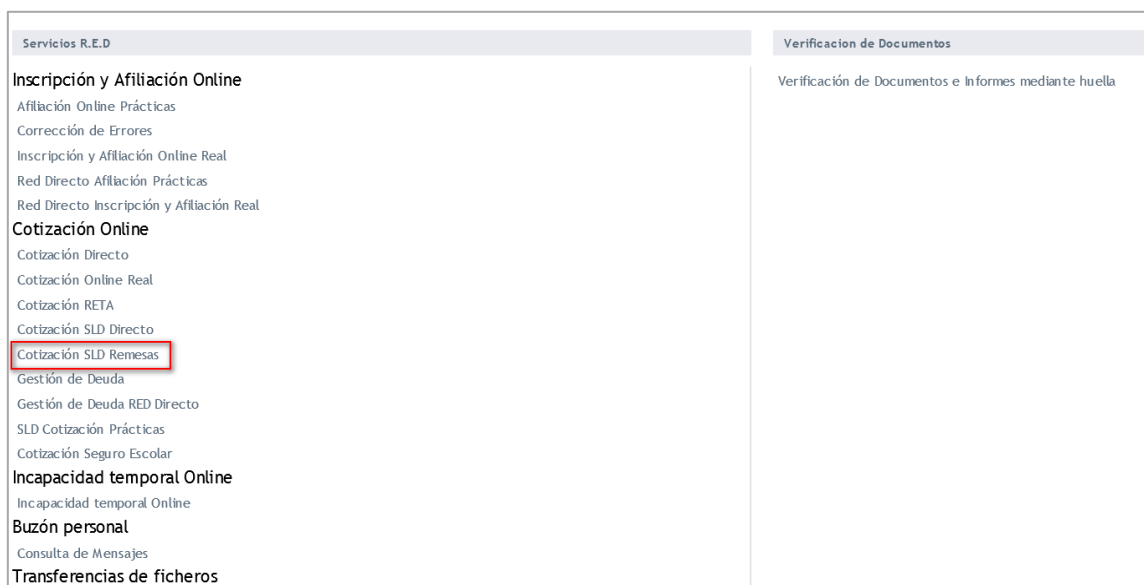 Servicios R.E.D
Inscripción y Afiliación Online
Afiliación Online Prácticas
Corrección de Errores
Inscripción y Afiliación Online Real
Red Directo Afiliación Prácticas
Red Directo Inscripción y Afiliación Real
Cotización Online
Cotización Directo
Cotización Online Real
Cotización RETA
Cotización SLD Directo
Cotización SLD Remesas
Gestión de Deuda
Gestión de Deuda RED Directo
SLD Cotización Prácticas
Cotización Seguro Escolar
Incapacidad temporal Online
Incapacidad temporal Online
Buzón personal
Consulta de Mensajes
Transferencias de ficheros
Verificacion de Documentos
Verificación de Documentos e Informes mediante huella